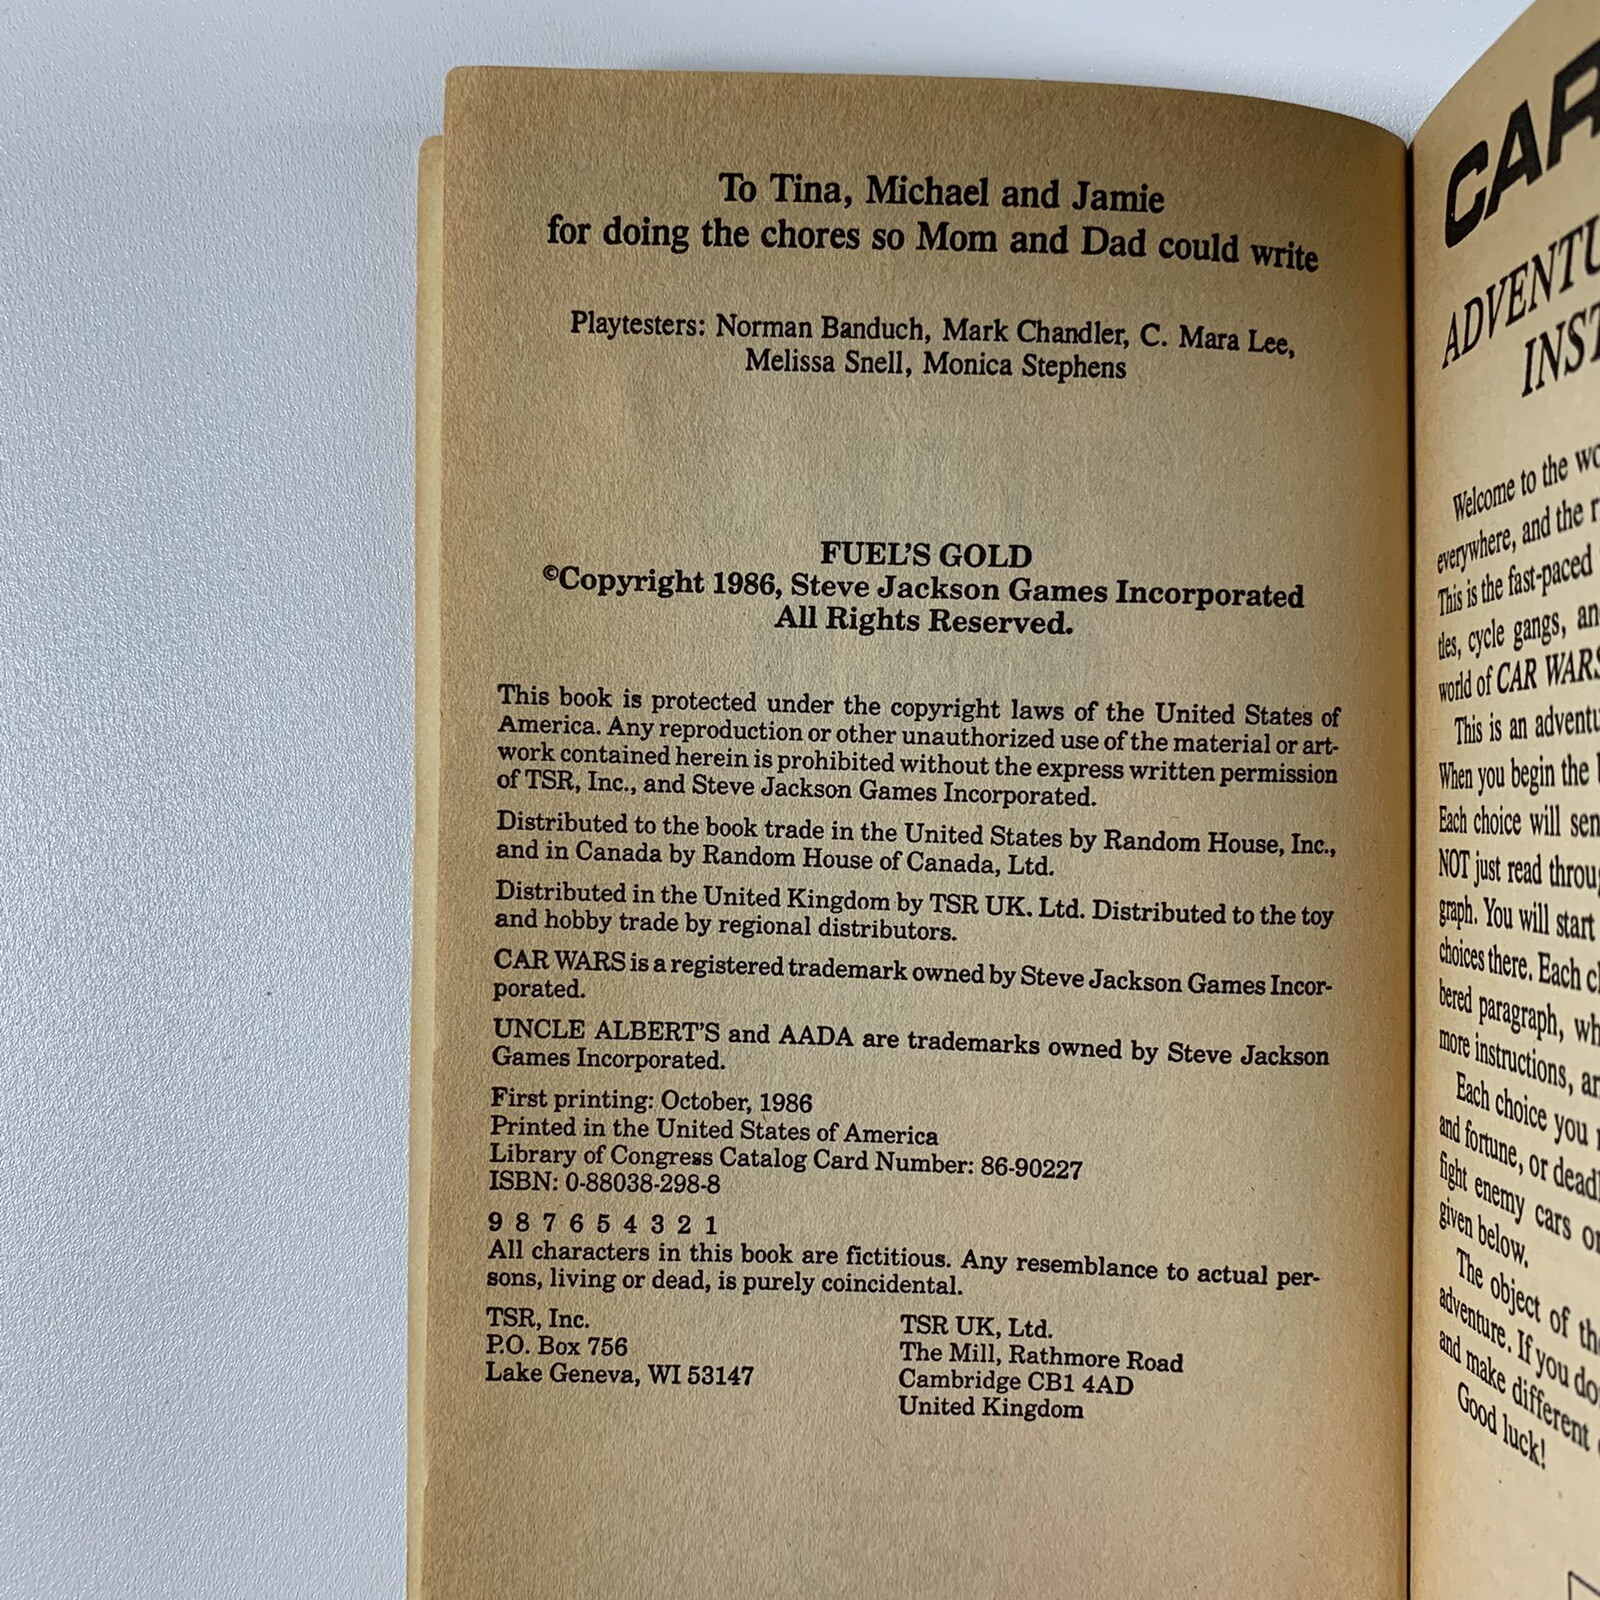 To Tina, Michael and Jamie
for doing the chores so Mom and Dad could write
Playtesters: Norman Banduch, Mark Chandler, C. Mara Lee,
Melissa Snell, Monica Stephens
FUEL'S GOLD
©Copyright 1986, Steve Jackson Games Incorporated
All Rights Reserved.
This book is protected under the copyright laws of the United States of
America. Any reproduction or other unauthorized use of the material or art-
work contained herein is prohibited without the express written permission
of TSR, Inc., and Steve Jackson Games Incorporated.
Distributed to the book trade in the United States by Random House, Inc.,
and in Canada by Random House of Canada, Ltd.
Distributed in the United Kingdom by TSR UK. Ltd. Distributed to the toy
and hobby trade by regional distributors.
CAR WARS is a registered trademark owned by Steve Jackson Games Incor-
porated.
UNCLE ALBERT'S and AADA are trademarks owned by Steve Jackson
Games Incorporated.
First printing: October, 1986
Printed in the United States of America
Library of Congress Catalog Card Number: 86-90227
ISBN: 0-88038-298-8
9 8 7 6 5 4 3 2 1
All characters in this book are fictitious. Any resemblance to actual per-
sons, living or dead, is purely coincidental.
TSR, Inc.
P.O. Box 756
Lake Geneva, WI 53147
TSR UK, Ltd.
The Mill, Rathmore Road
Cambridge CB1 4AD
United Kingdom
CAR
ADVENTU
INST
Welcome to the wo
everywhere, and the r
This is the fast-paced
tles, cycle gangs, an
world of CAR WARS
This is an adventu
When you begin the
Each choice will sen
NOT just read throug
graph. You will start
choices there. Each c
bered paragraph, wh
more instructions, an
Each choice you
and fortune, or deadl
fight enemy cars or
given below.
The object of the
adventure. If you do
and make different
Good luck!